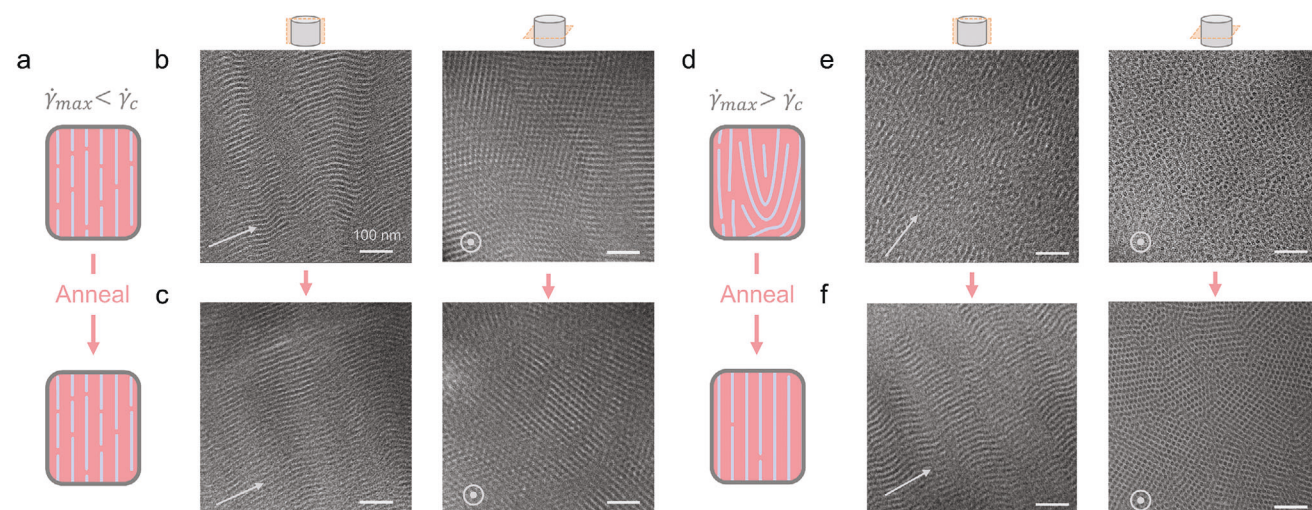 a
γ̇max < γ̇c
Anneal
b
100 nm
c
d
γ̇max > γ̇c
Anneal
e
f